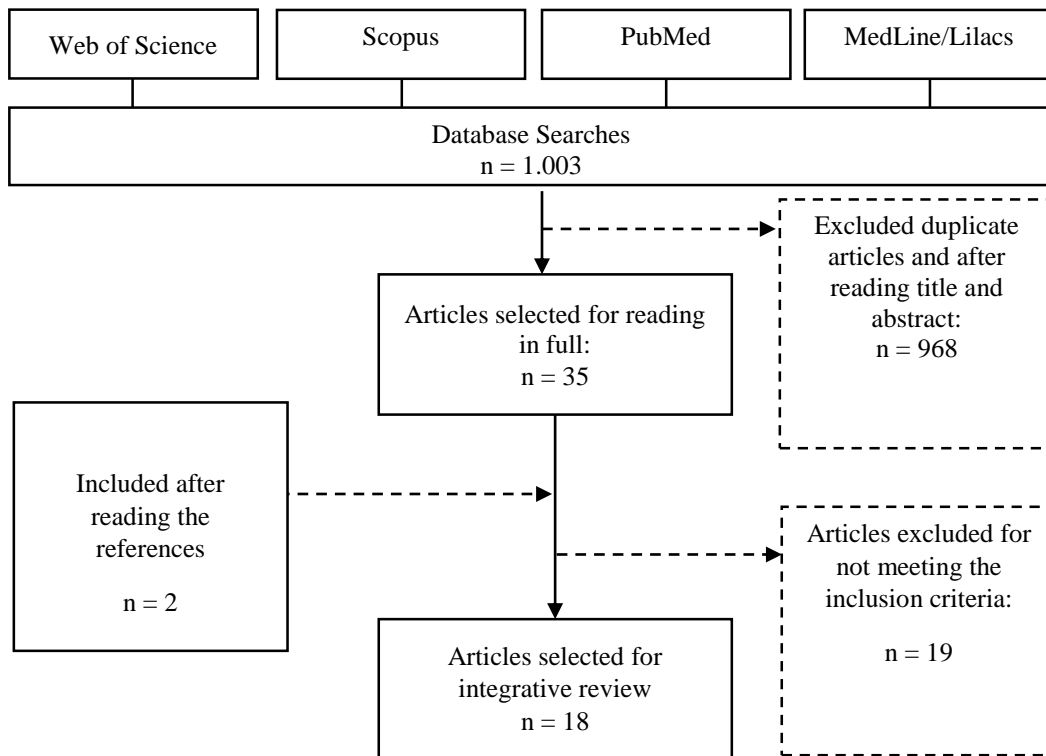 Web of Science
Scopus
PubMed
MedLine/Lilacs
Database Searches
n = 1.003
Excluded duplicate
articles and after
reading title and
abstract:
n = 968
Articles selected for reading
in full:
n = 35
Included after
reading the
references
n = 2
Articles excluded for
not meeting the
inclusion criteria:
n = 19
Articles selected for
integrative review
n = 18